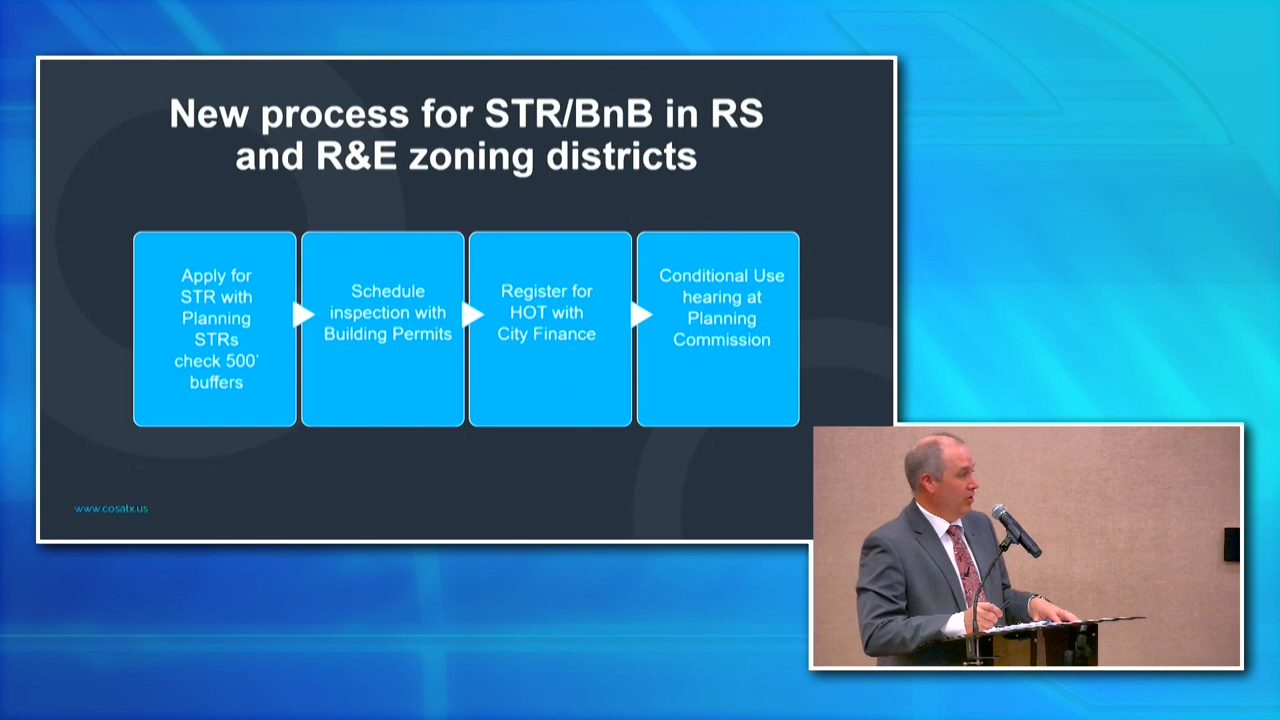 New process for STR/BnB in RS
and R&E zoning districts
Apply for
STR with
Planning
STRs
check 500'
buffers
Schedule
inspection with
Building Permits
Register for
HOT with
City Finance
Conditional Use
hearing at
Planning
Commission
www.cosatx.us